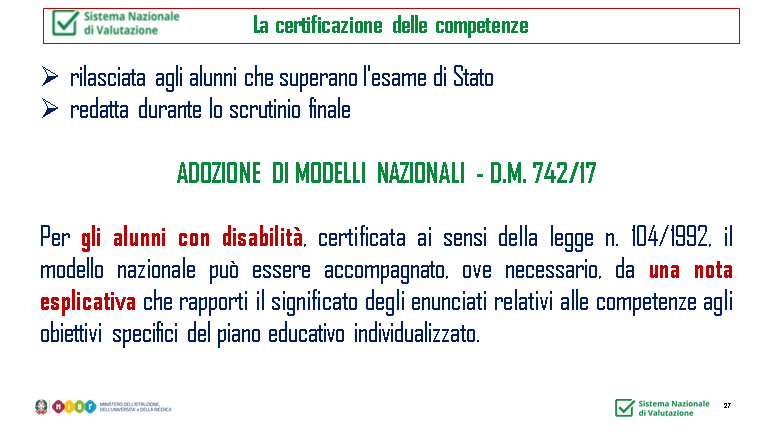 Sistema Nazionale
di Valutazione
La certificazione delle competenze
rilasciata agli alunni che superano l'esame di Stato
redatta durante lo scrutinio finale
ADOZIONE DI MODELLI NAZIONALI - D.M. 742/17
Per gli alunni con disabilità, certificata ai sensi della legge n. 104/1992, il
modello nazionale può essere accompagnato, ove necessario, da una nota
esplicativa che rapporti il significato degli enunciati relativi alle competenze agli
obiettivi specifici del piano educativo individualizzato.
MIUR
MINISTERO DELL'ISTRUZIONE,
DELL'UNIVERSITA' e DELLA RICERCA
Sistema Nazionale
di Valutazione
27